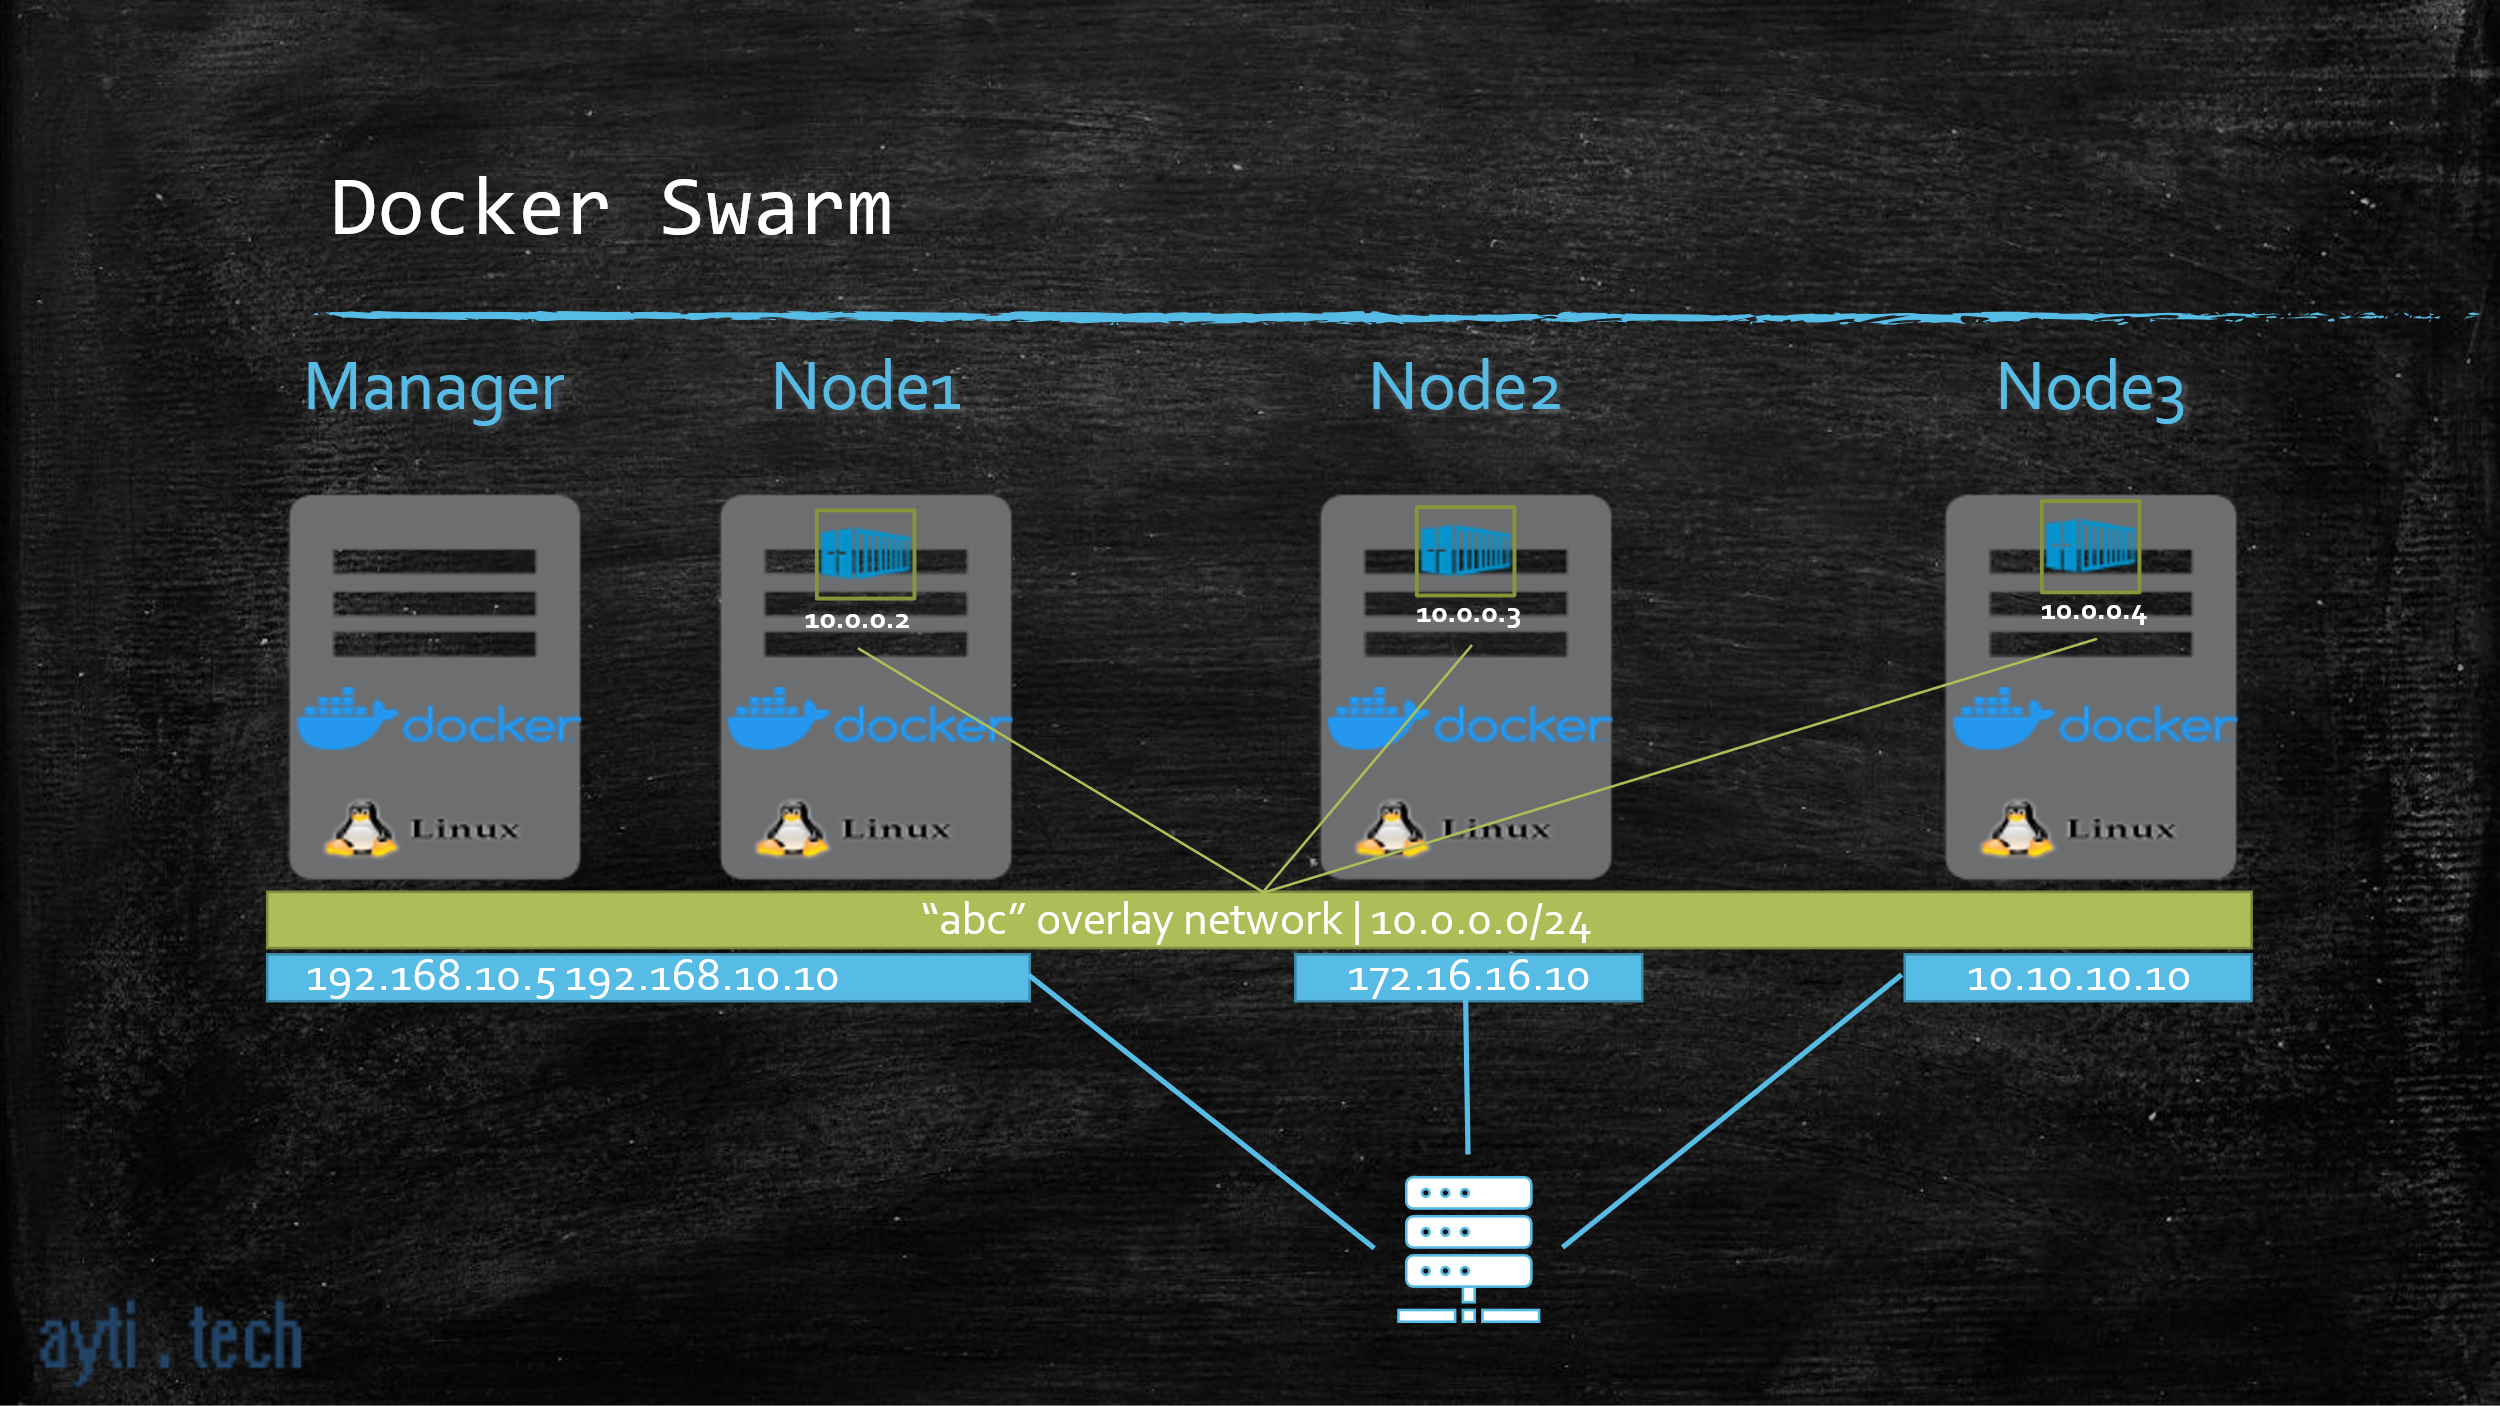 Docker Swarm
Manager
Node1
Node2
Node3
10.0.0.2
10.0.0.3
10.0.0.4
docker
docker
docker
docker
Linux
Linux
Linux
Linux
“abc” overlay network | 10.0.0.0/24
192.168.10.5 192.168.10.10
172.16.16.10
10.10.10.10
ayti . tech